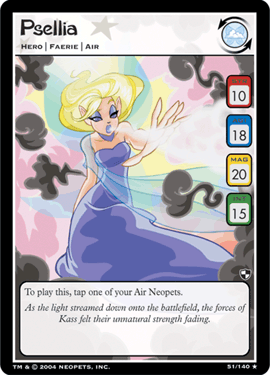 Psellia
HERO | FAERIE | AIR
10
18
MAG
20
INT
15
To play this, tap one of your Air Neopets.
As the light streamed down onto the battlefield, the forces of
Kass felt their unnatural strength fading.
TM & © 2004 NEOPETS, INC.
51/140 ★